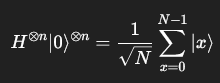 H^{⊗n}|0⟩^{⊗n} = \frac{1}{\sqrt{N}} \sum_{x=0}^{N-1} |x⟩